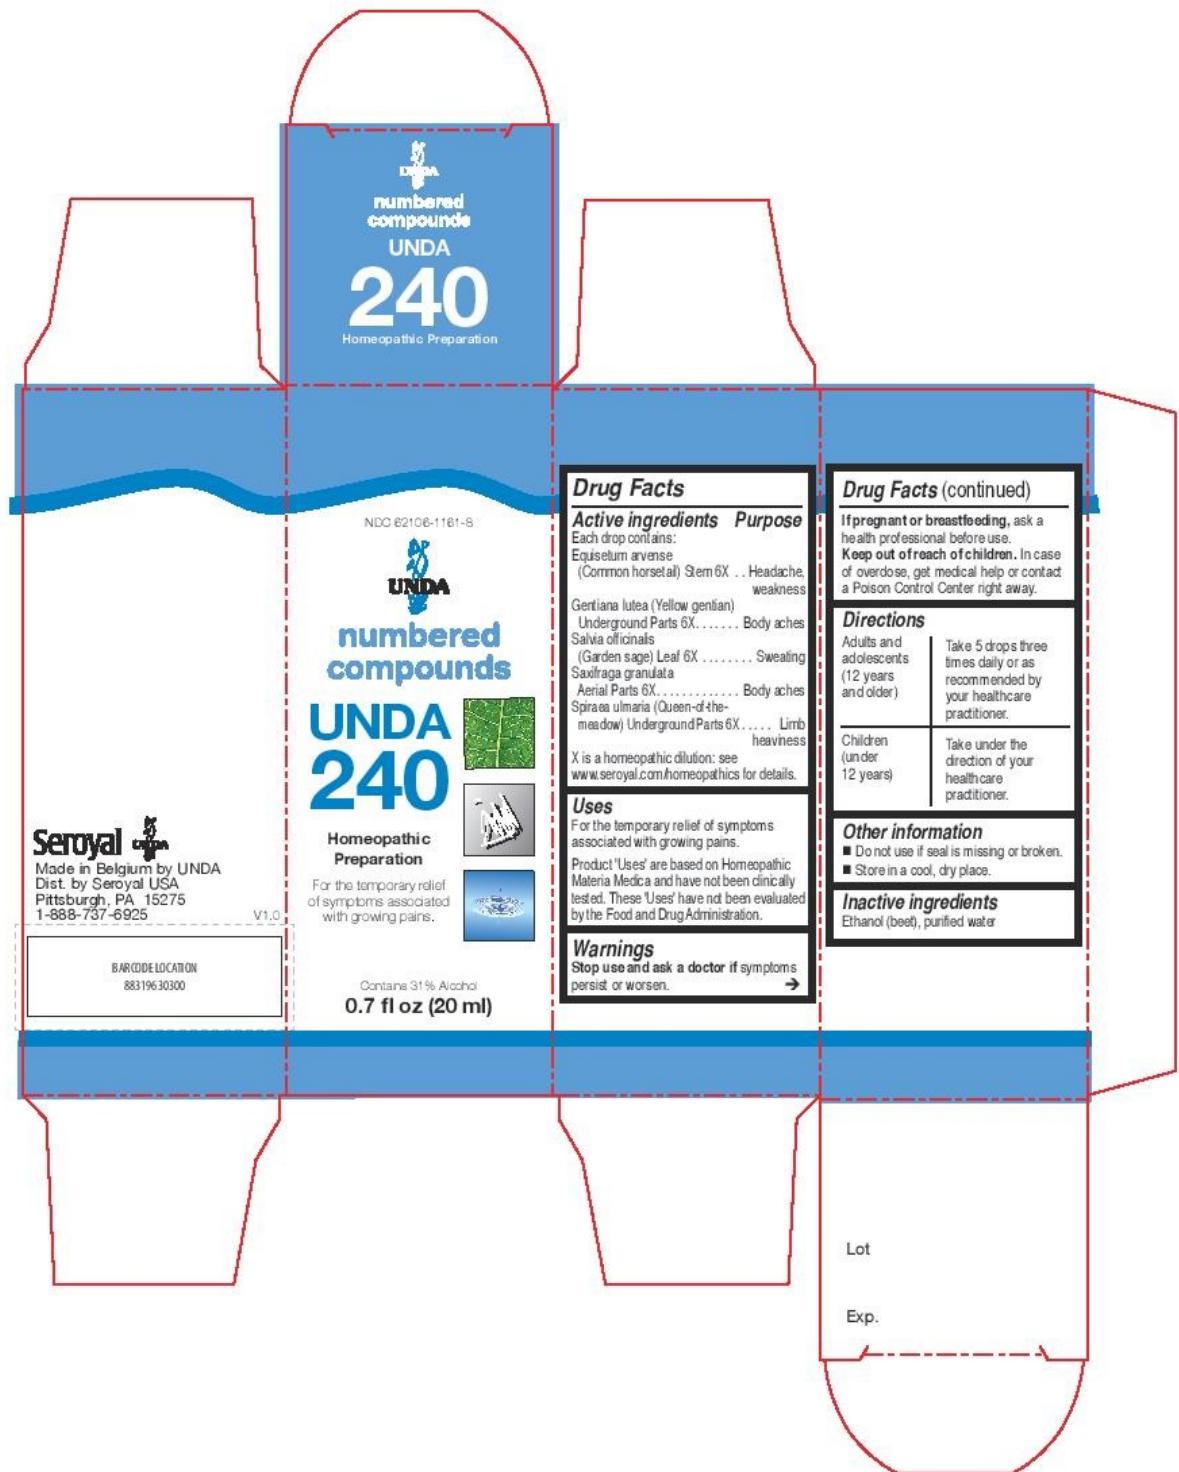 UNDA
numbered
compounds
UNDA
240
Homeopathic Preparation
Seroyal UNDA
Made in Belgium by UNDA
Dist. by Seroyal USA
Pittsburgh, PA 15275
1-888-737-6925
V1.0
BARCODE LOCATION
88319630300
NDC 62106-1161-8
UNDA
numbered
compounds
UNDA
240
Homeopathic
Preparation
For the temporary relief
of symptoms associated
with growing pains.
Contains 31% Alcohol
0.7 fl oz (20 ml)
Drug Facts
Active ingredients Purpose
Each drop contains:
Equisetum arvense
(Common horsetail) Stem 6X . . Headache,
weakness
Gentiana lutea (Yellow gentian)
Underground Parts 6X. . . . . . . Body aches
Salvia officinalis
(Garden sage) Leaf 6X . . . . . . . . Sweating
Saxifraga granulata
Aerial Parts 6X. . . . . . . . . . . . . Body aches
Spiraea ulmaria (Queen-of-the-
meadow) Underground Parts 6X . . . . . Limb
heaviness
X is a homeopathic dilution: see
www.seroyal.com/homeopathics for details.
Uses
For the temporary relief of symptoms
associated with growing pains.
Product 'Uses' are based on Homeopathic
Materia Medica and have not been clinically
tested. These 'Uses' have not been evaluated
by the Food and Drug Administration.
Warnings
Stop use and ask a doctor if symptoms
persist or worsen. ➔
Drug Facts (continued)
If pregnant or breastfeeding, ask a
health professional before use.
Keep out of reach of children. In case
of overdose, get medical help or contact
a Poison Control Center right away.
Directions
Adults and
adolescents
(12 years
and older)
Take 5 drops three
times daily or as
recommended by
your healthcare
practitioner.
Children
(under
12 years)
Take under the
direction of your
healthcare
practitioner.
Other information
■ Do not use if seal is missing or broken.
■ Store in a cool, dry place.
Inactive ingredients
Ethanol (beet), purified water
Lot
Exp.